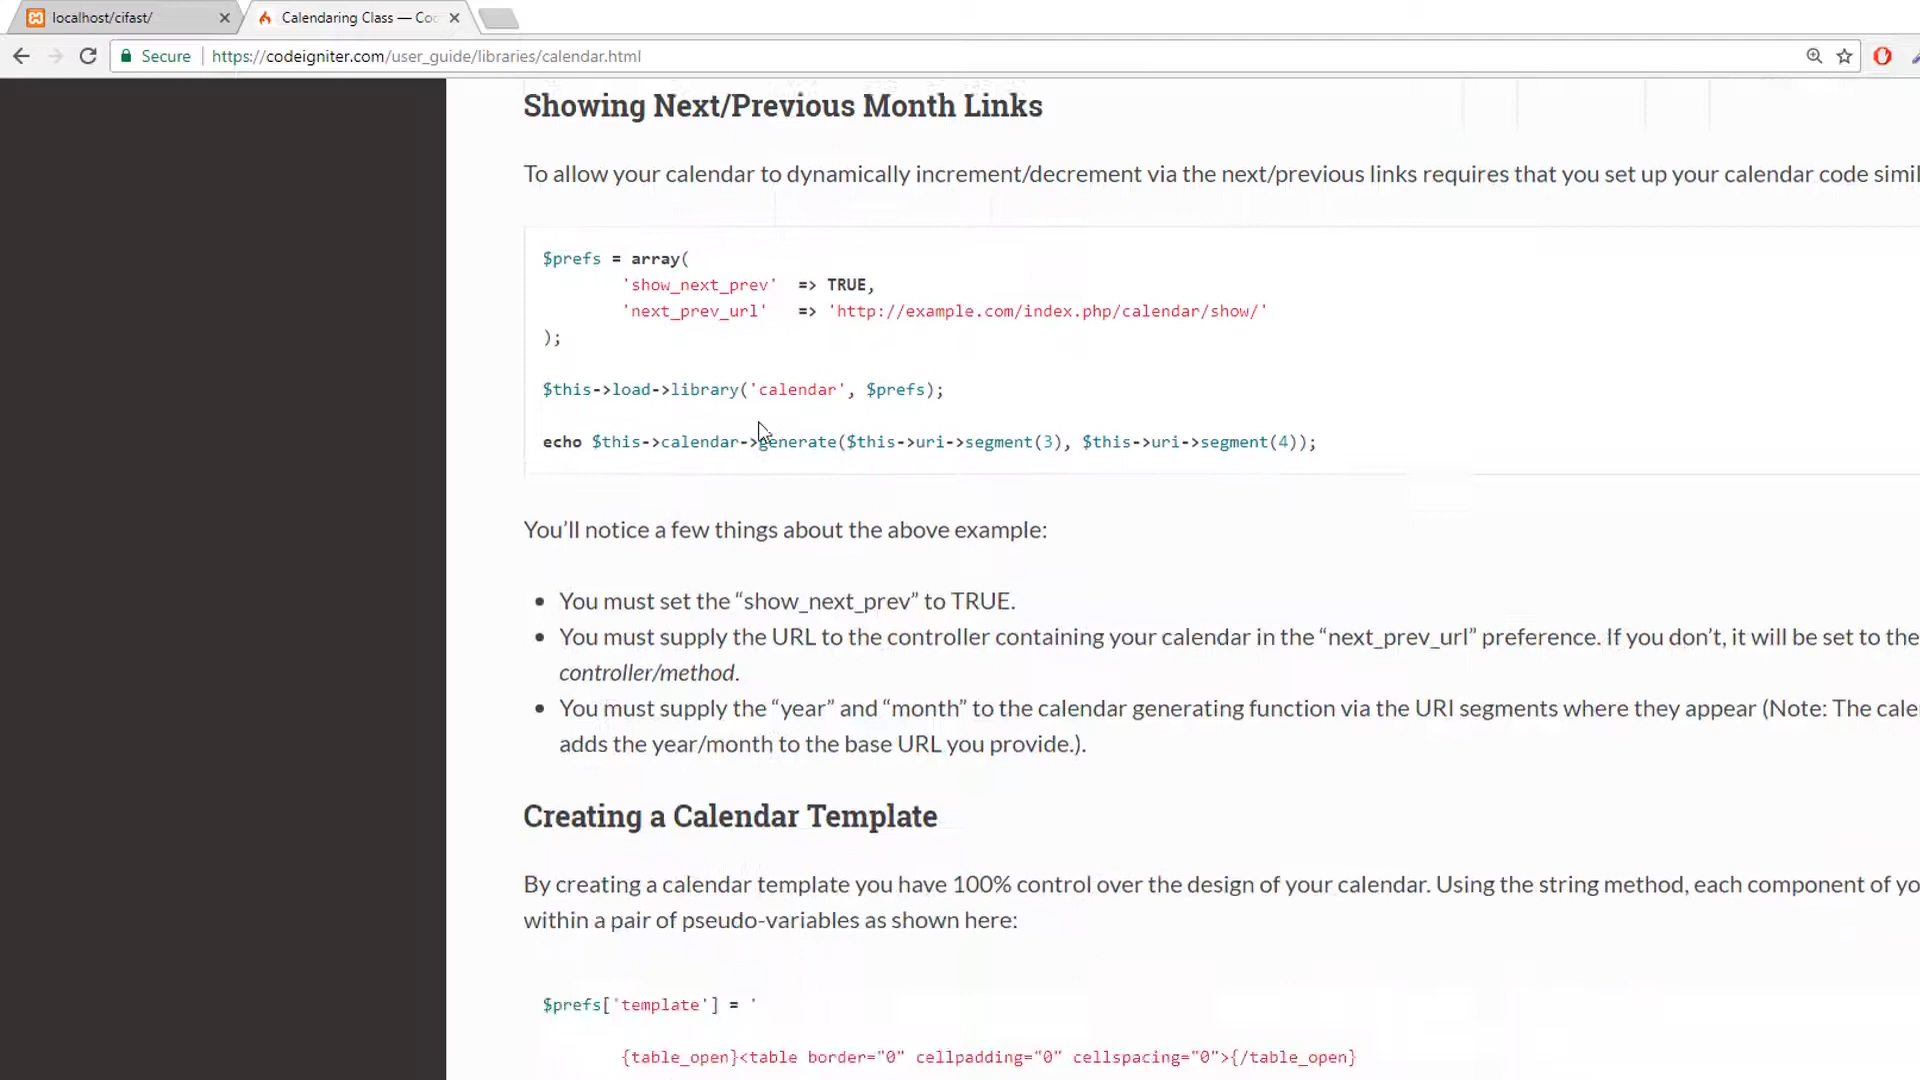 localhost/cifast/
Calendaring Class — Co
Secure
https://codeigniter.com/user_guide/libraries/calendar.html
Showing Next/Previous Month Links
To allow your calendar to dynamically increment/decrement via the next/previous links requires that you set up your calendar code simil
$prefs = array(
'show_next_prev' => TRUE,
'next_prev_url' => 'http://example.com/index.php/calendar/show/'
);
$this->load->library('calendar', $prefs);
echo $this->calendar->generate($this->uri->segment(3), $this->uri->segment(4));
You’ll notice a few things about the above example:
• You must set the “show_next_prev” to TRUE.
• You must supply the URL to the controller containing your calendar in the “next_prev_url” preference. If you don’t, it will be set to the
controller/method.
• You must supply the “year” and “month” to the calendar generating function via the URI segments where they appear (Note: The cale
adds the year/month to the base URL you provide.).
Creating a Calendar Template
By creating a calendar template you have 100% control over the design of your calendar. Using the string method, each component of yo
within a pair of pseudo-variables as shown here:
$prefs['template'] = '
{table_open}<table border="0" cellpadding="0" cellspacing="0">{/table_open}